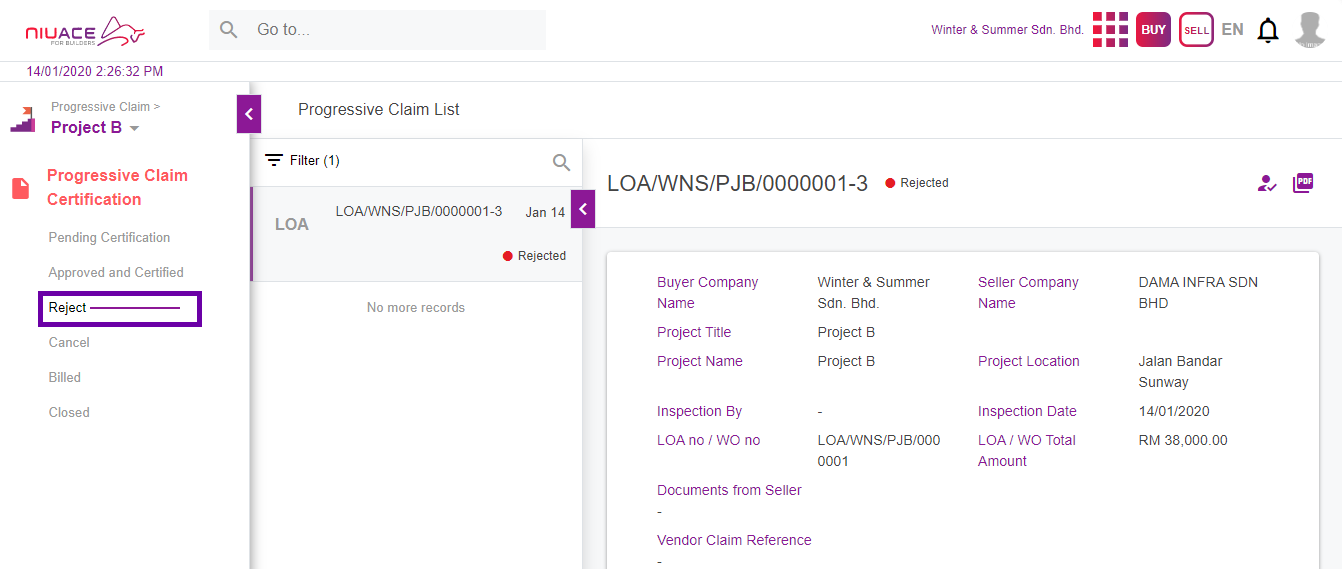 NIUACE
FOR BUILDERS
Go to...
Winter & Summer Sdn. Bhd.
BUY
SELL
EN
14/01/2020 2:26:32 PM
Progressive Claim >
Project B
Progressive Claim
Certification
Pending Certification
Approved and Certified
Reject
Cancel
Billed
Closed
Progressive Claim List
Filter (1)
LOA
LOA/WNS/PJB/0000001-3
Jan 14
Rejected
No more records
LOA/WNS/PJB/0000001-3
Rejected
PDF
Buyer Company
Name
Winter & Summer
Sdn. Bhd.
Seller Company
Name
DAMA INFRA SDN
BHD
Project Title
Project B
Project Name
Project B
Project Location
Jalan Bandar
Sunway
Inspection By
-
Inspection Date
14/01/2020
LOA no / WO no
LOA/WNS/PJB/000
0001
LOA / WO Total
Amount
RM 38,000.00
Documents from Seller
-
Vendor Claim Reference
-